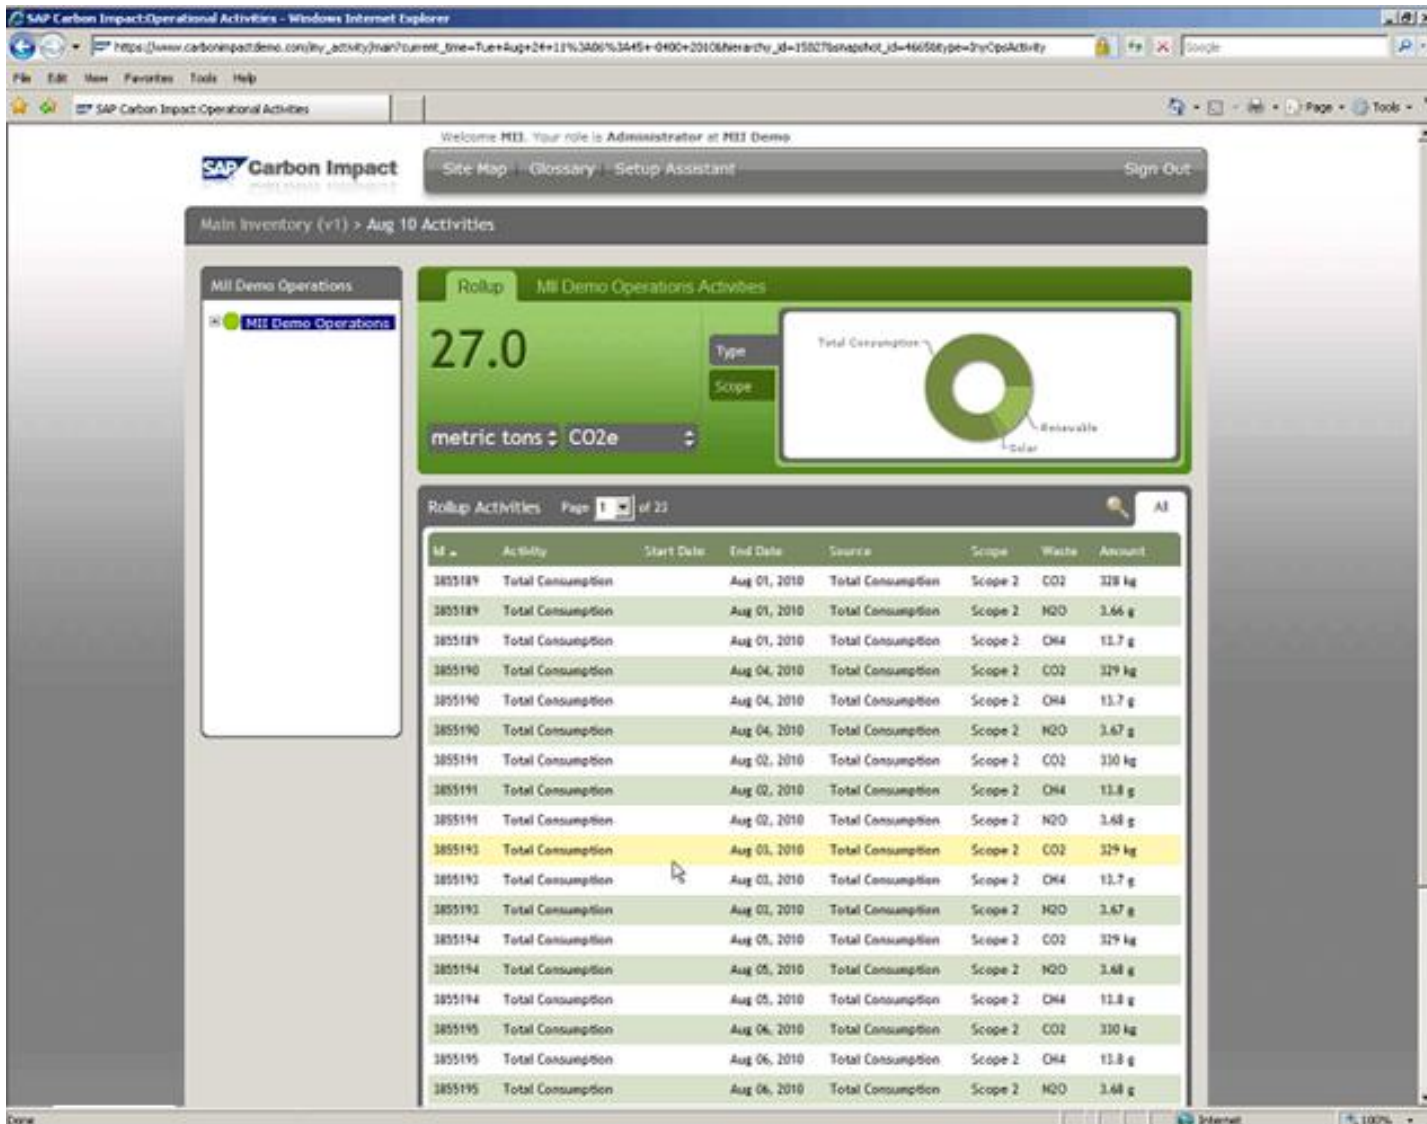 SAP Carbon Impact:Operational Activities - Windows Internet Explorer
Google
File Edit View Favorites Tools Help
SAP Carbon Impact:Operational Activities
Page Tools
Welcome MII. Your role is Administrator at MII Demo
SAP Carbon Impact
Site Map Glossary Setup Assistant Sign Out
Main Inventory (v1) > Aug 10 Activities
MII Demo Operations
MII Demo Operations
Rollup MII Demo Operations Activities
27.0
metric tons CO2e
Type
Scope
Total Consumption
Renewable
Solar
Rollup Activities Page 1 of 23 All
Id Activity Start Date End Date Source Scope Waste Amount
3855189 Total Consumption Aug 01, 2010 Total Consumption Scope 2 CO2 328 kg
3855189 Total Consumption Aug 01, 2010 Total Consumption Scope 2 N2O 3.66 g
3855189 Total Consumption Aug 01, 2010 Total Consumption Scope 2 CH4 13.7 g
3855190 Total Consumption Aug 04, 2010 Total Consumption Scope 2 CO2 329 kg
3855190 Total Consumption Aug 04, 2010 Total Consumption Scope 2 CH4 13.7 g
3855190 Total Consumption Aug 04, 2010 Total Consumption Scope 2 N2O 3.67 g
3855191 Total Consumption Aug 02, 2010 Total Consumption Scope 2 CO2 330 kg
3855191 Total Consumption Aug 02, 2010 Total Consumption Scope 2 CH4 13.8 g
3855191 Total Consumption Aug 02, 2010 Total Consumption Scope 2 N2O 3.68 g
3855193 Total Consumption Aug 03, 2010 Total Consumption Scope 2 CO2 329 kg
3855193 Total Consumption Aug 03, 2010 Total Consumption Scope 2 CH4 13.7 g
3855193 Total Consumption Aug 03, 2010 Total Consumption Scope 2 N2O 3.67 g
3855194 Total Consumption Aug 05, 2010 Total Consumption Scope 2 CO2 329 kg
3855194 Total Consumption Aug 05, 2010 Total Consumption Scope 2 N2O 3.68 g
3855194 Total Consumption Aug 05, 2010 Total Consumption Scope 2 CH4 13.8 g
3855195 Total Consumption Aug 06, 2010 Total Consumption Scope 2 CO2 330 kg
3855195 Total Consumption Aug 06, 2010 Total Consumption Scope 2 CH4 13.8 g
3855195 Total Consumption Aug 06, 2010 Total Consumption Scope 2 N2O 3.68 g
Done Internet 100%